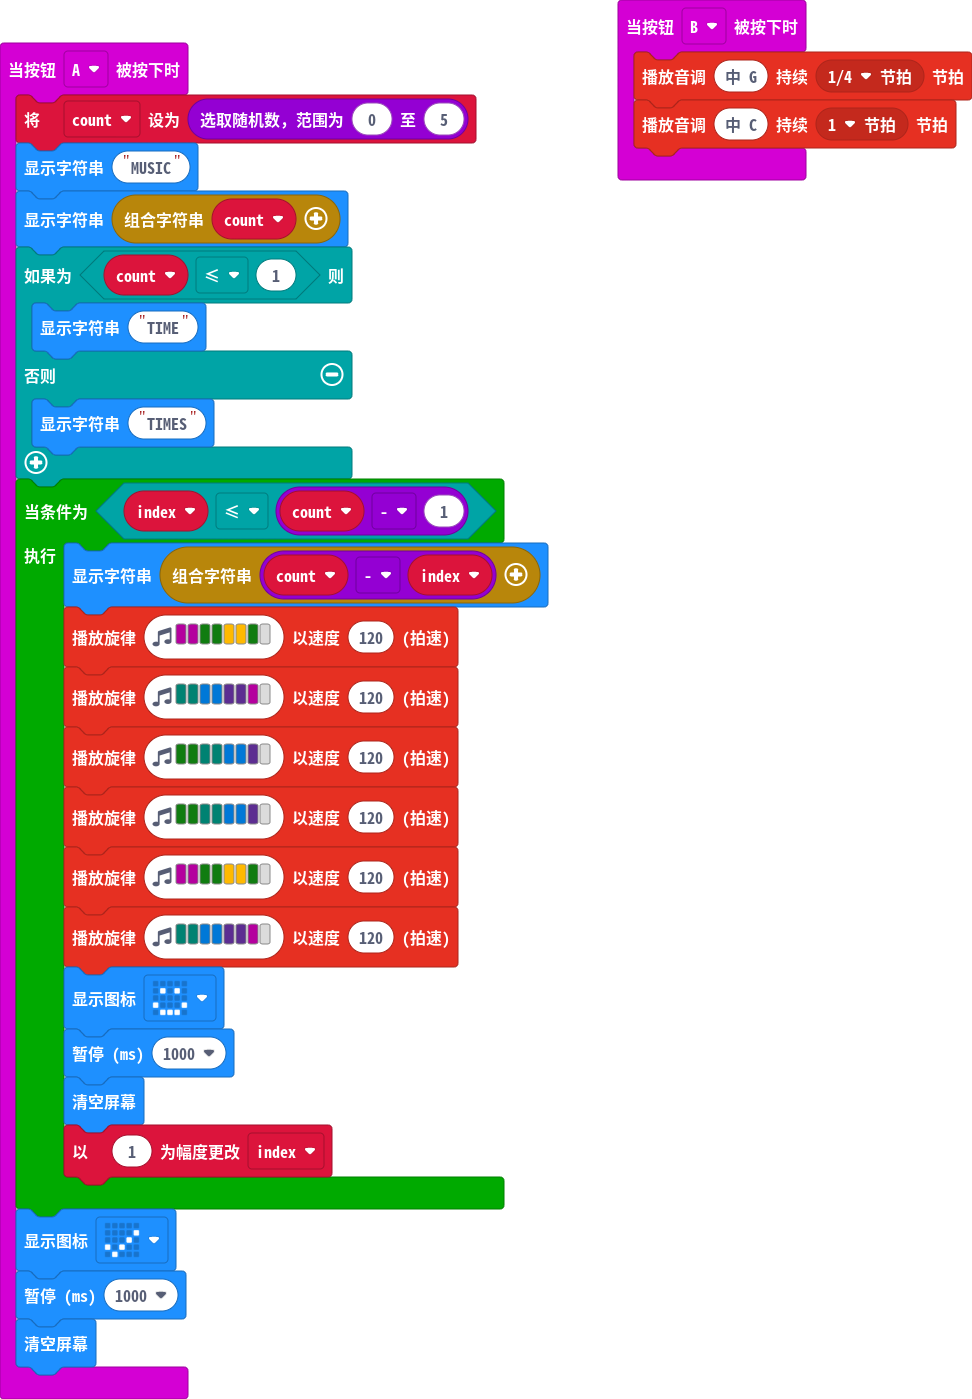 当按钮 A 被按下时
将 count 设为 选取随机数，范围为 0 至 5
显示字符串 "MUSIC"
显示字符串 组合字符串 count
如果为 count ≤ 1 则
显示字符串 "TIME"
否则
显示字符串 "TIMES"
当条件为 index ≤ count - 1
执行
显示字符串 组合字符串 count - index
播放旋律 以速度 120 (拍速)
播放旋律 以速度 120 (拍速)
播放旋律 以速度 120 (拍速)
播放旋律 以速度 120 (拍速)
播放旋律 以速度 120 (拍速)
播放旋律 以速度 120 (拍速)
显示图标
暂停 (ms) 1000
清空屏幕
以 1 为幅度更改 index
显示图标
暂停 (ms) 1000
清空屏幕
当按钮 B 被按下时
播放音调 中 G 持续 1/4 节拍 节拍
播放音调 中 C 持续 1 节拍 节拍